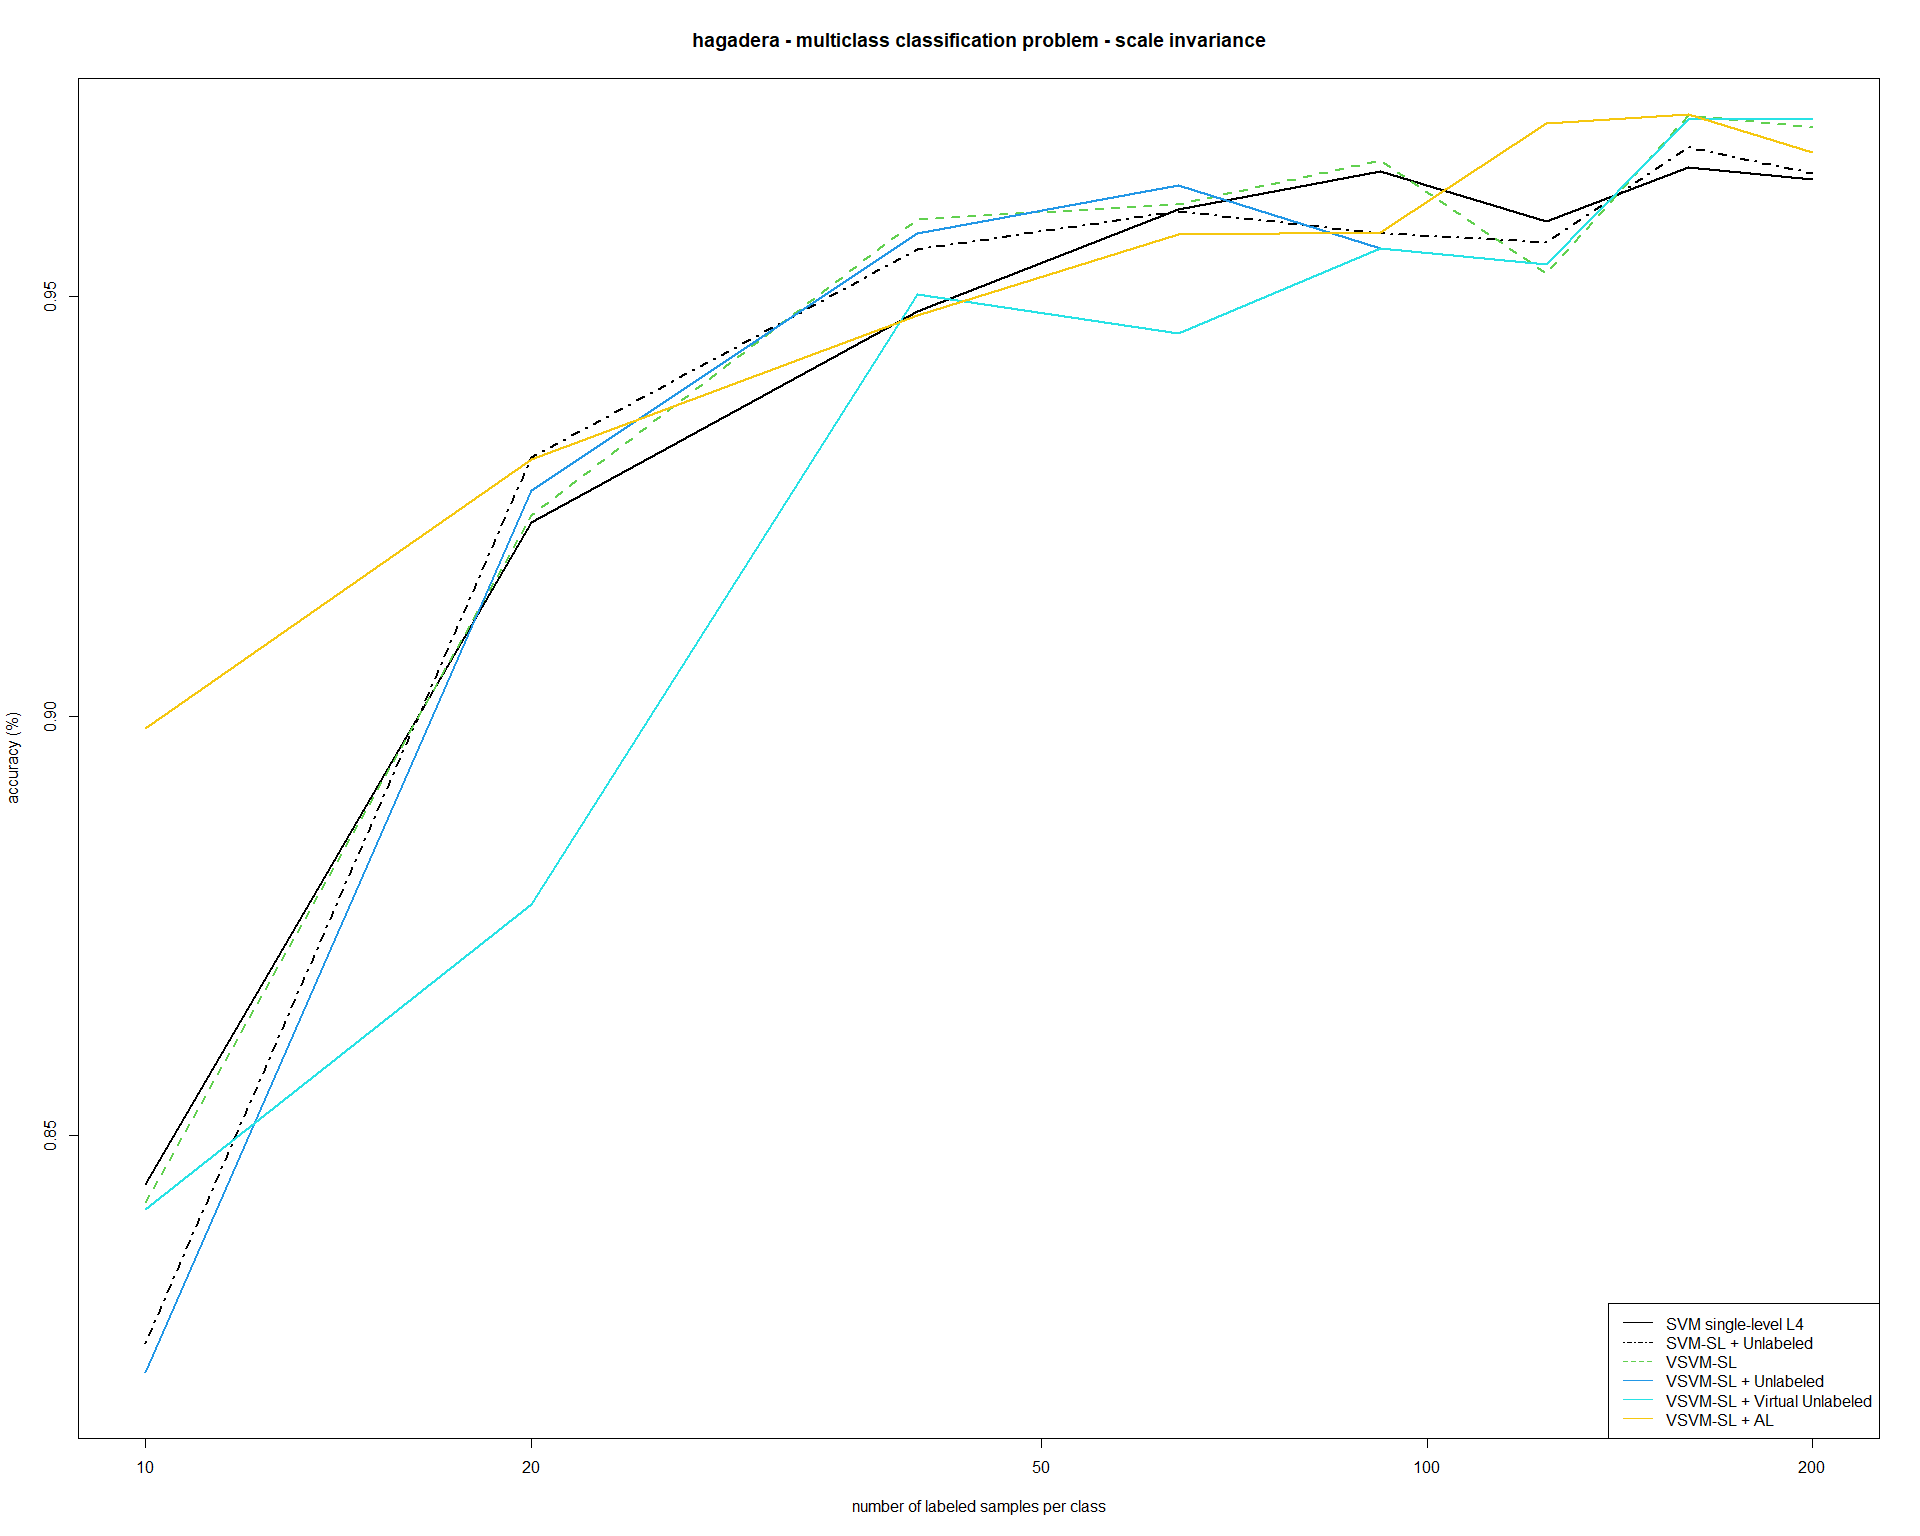 hagadera - multiclass classification problem - scale invariance
accuracy (%)
0.95
0.90
0.85
10
20
50
100
200
number of labeled samples per class
SVM single-level L4
SVM-SL + Unlabeled
VSVM-SL
VSVM-SL + Unlabeled
VSVM-SL + Virtual Unlabeled
VSVM-SL + AL